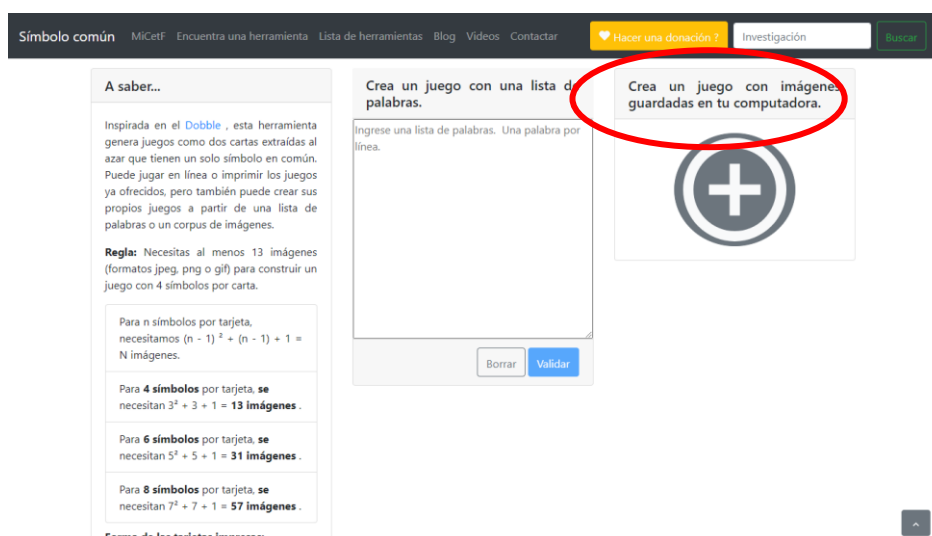 Símbolo común MiCetF Encuentra una herramienta Lista de herramientas Blog Videos Contactar Hacer una donación ? Investigación Buscar
A saber...
Inspirada en el Dobble , esta herramienta
genera juegos como dos cartas extraídas al
azar que tienen un solo símbolo en común.
Puede jugar en línea o imprimir los juegos
ya ofrecidos, pero también puede crear sus
propios juegos a partir de una lista de
palabras o un corpus de imágenes.
Regla: Necesitas al menos 13 imágenes
(formatos jpeg, png o gif) para construir un
juego con 4 símbolos por carta.
Para n símbolos por tarjeta,
necesitamos (n - 1) ² + (n - 1) + 1 =
N imágenes.
Para 4 símbolos por tarjeta, se
necesitan 3² + 3 + 1 = 13 imágenes .
Para 6 símbolos por tarjeta, se
necesitan 5² + 5 + 1 = 31 imágenes .
Para 8 símbolos por tarjeta, se
necesitan 7² + 7 + 1 = 57 imágenes .
Crea un juego con una lista de
palabras.
Ingrese una lista de palabras. Una palabra por
línea.
Borrar Validar
Crea un juego con imágenes
guardadas en tu computadora.